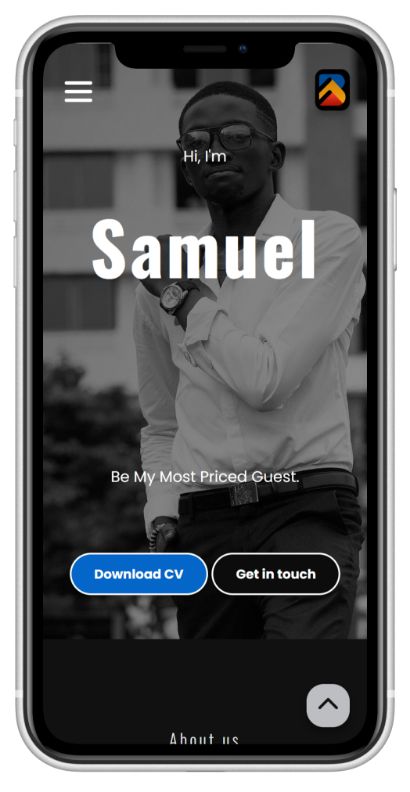 Hi, I'm
Samuel
Be My Most Priced Guest.
Download CV
Get in touch
About us